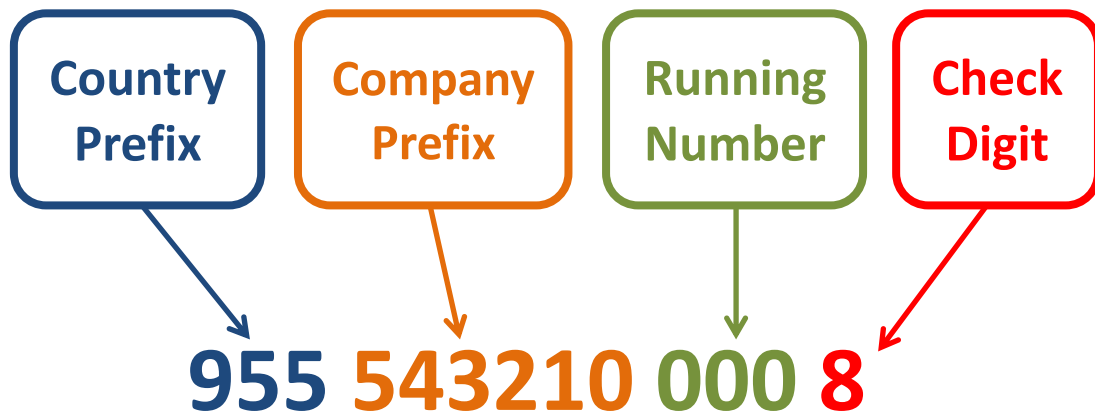 Country Prefix
Company Prefix
Running Number
Check Digit
955 543210 000 8